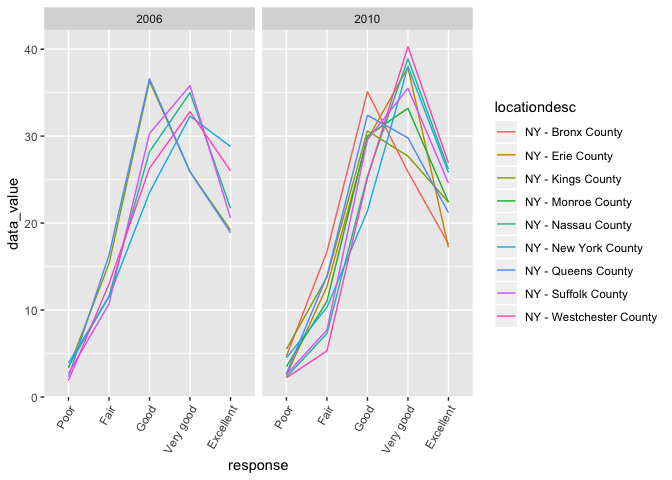 2006
2010
data_value
40
30
20
10
0
Poor
Fair
Good
Very good
Excellent
Poor
Fair
Good
Very good
Excellent
response
locationdesc
NY - Bronx County
NY - Erie County
NY - Kings County
NY - Monroe County
NY - Nassau County
NY - New York County
NY - Queens County
NY - Suffolk County
NY - Westchester County